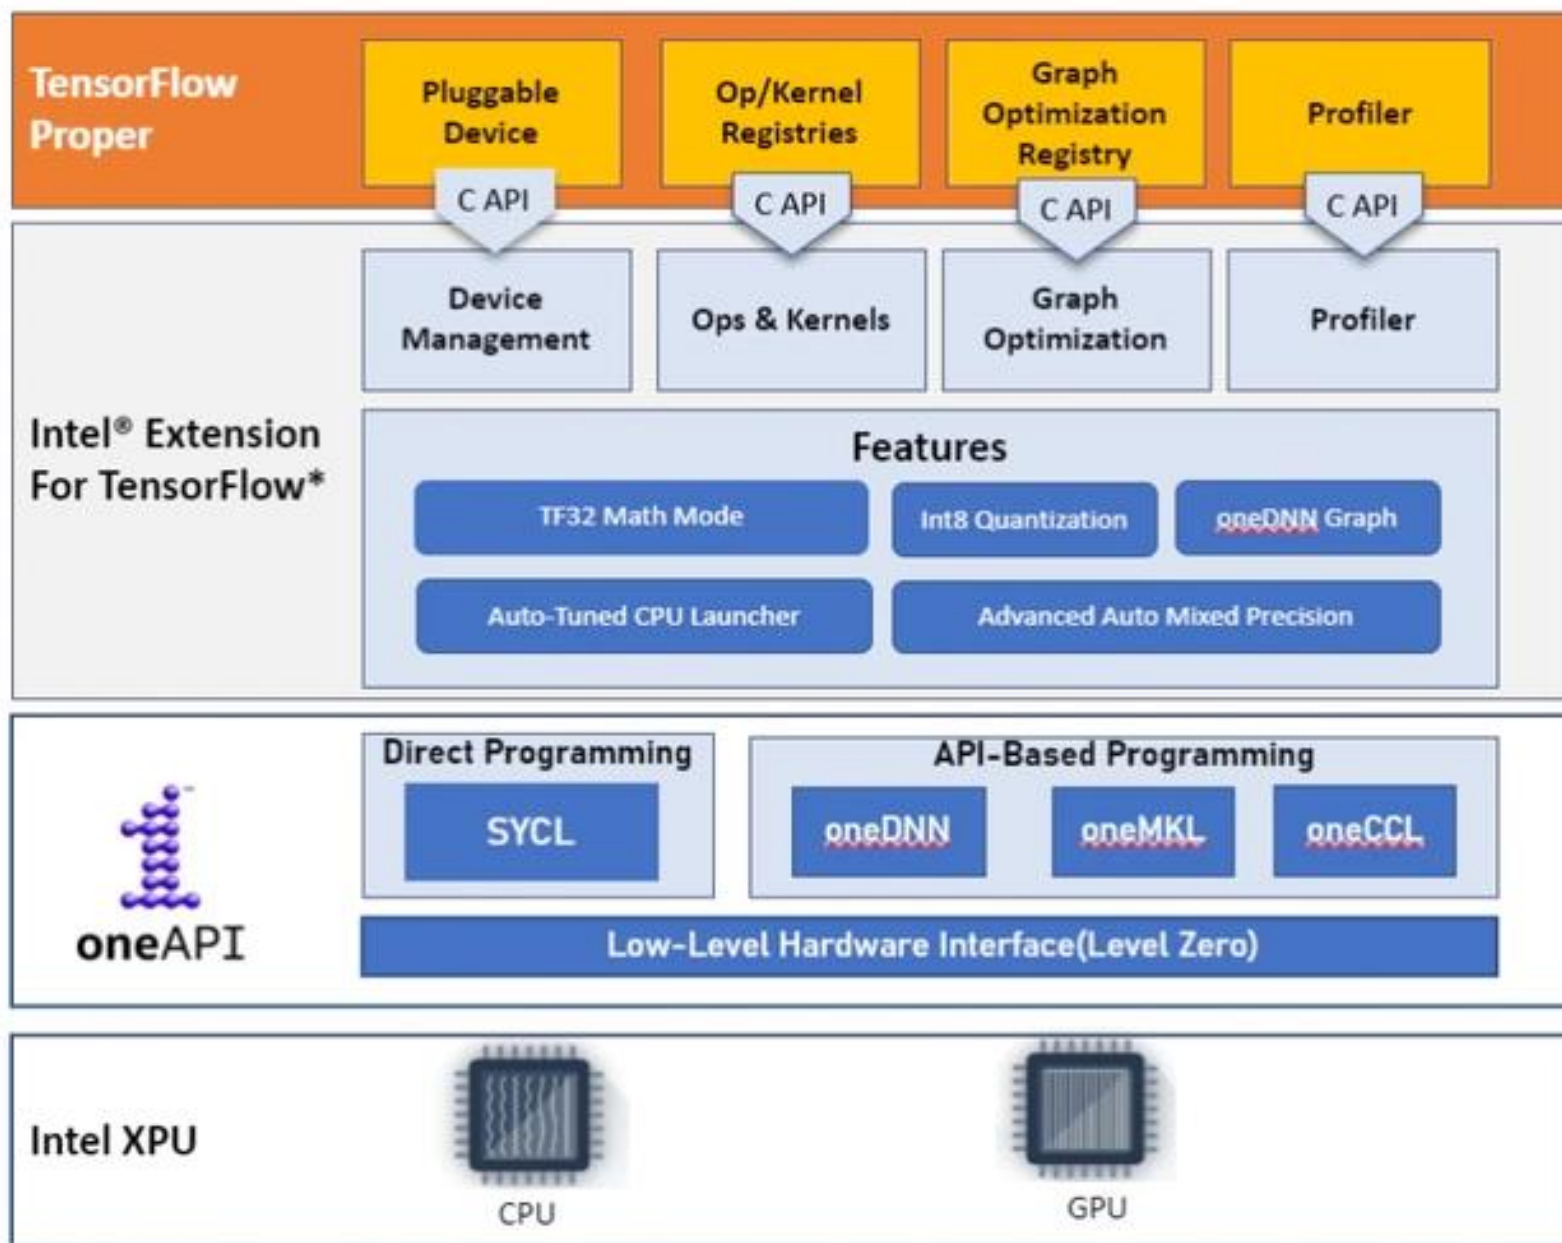 TensorFlow
Proper
Pluggable
Device
Op/Kernel
Registries
Graph
Optimization
Registry
Profiler
C API
C API
C API
C API
Intel® Extension
For TensorFlow*
Device
Management
Ops & Kernels
Graph
Optimization
Profiler
Features
TF32 Math Mode
Int8 Quantization
oneDNN Graph
Auto-Tuned CPU Launcher
Advanced Auto Mixed Precision
oneAPI
Direct Programming
SYCL
API-Based Programming
oneDNN
oneMKL
oneCCL
Low-Level Hardware Interface(Level Zero)
Intel XPU
CPU
GPU